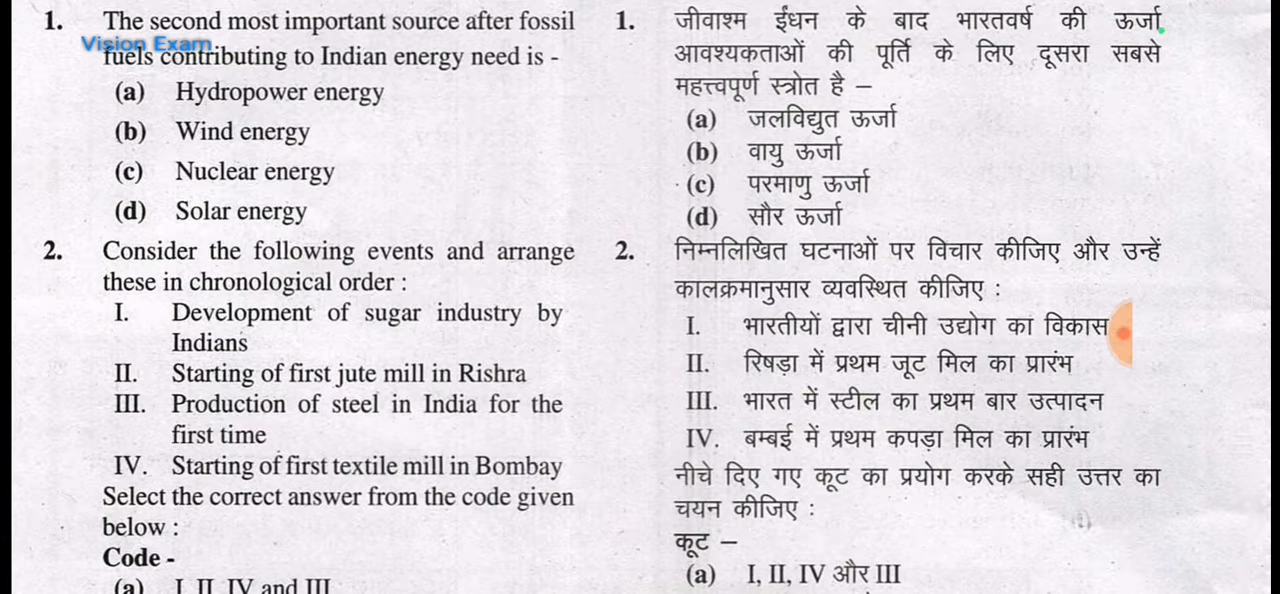 1. The second most important source after fossil
Vision Exam
fuels contributing to Indian energy need is -
(a) Hydropower energy
(b) Wind energy
(c) Nuclear energy
(d) Solar energy
2. Consider the following events and arrange
these in chronological order :
I. Development of sugar industry by
Indians
II. Starting of first jute mill in Rishra
III. Production of steel in India for the
first time
IV. Starting of first textile mill in Bombay
Select the correct answer from the code given
below :
Code -
(a) I, II, IV and III
1. जीवाश्म ईंधन के बाद भारतवर्ष की ऊर्जा
आवश्यकताओं की पूर्ति के लिए दूसरा सबसे
महत्त्वपूर्ण स्त्रोत है –
(a) जलविद्युत ऊर्जा
(b) वायु ऊर्जा
(c) परमाणु ऊर्जा
(d) सौर ऊर्जा
2. निम्नलिखित घटनाओं पर विचार कीजिए और उन्हें
कालक्रमानुसार व्यवस्थित कीजिए :
I. भारतीयों द्वारा चीनी उद्योग का विकास
II. रिषड़ा में प्रथम जूट मिल का प्रारंभ
III. भारत में स्टील का प्रथम बार उत्पादन
IV. बम्बई में प्रथम कपड़ा मिल का प्रारंभ
नीचे दिए गए कूट का प्रयोग करके सही उत्तर का
चयन कीजिए :
कूट –
(a) I, II, IV और III